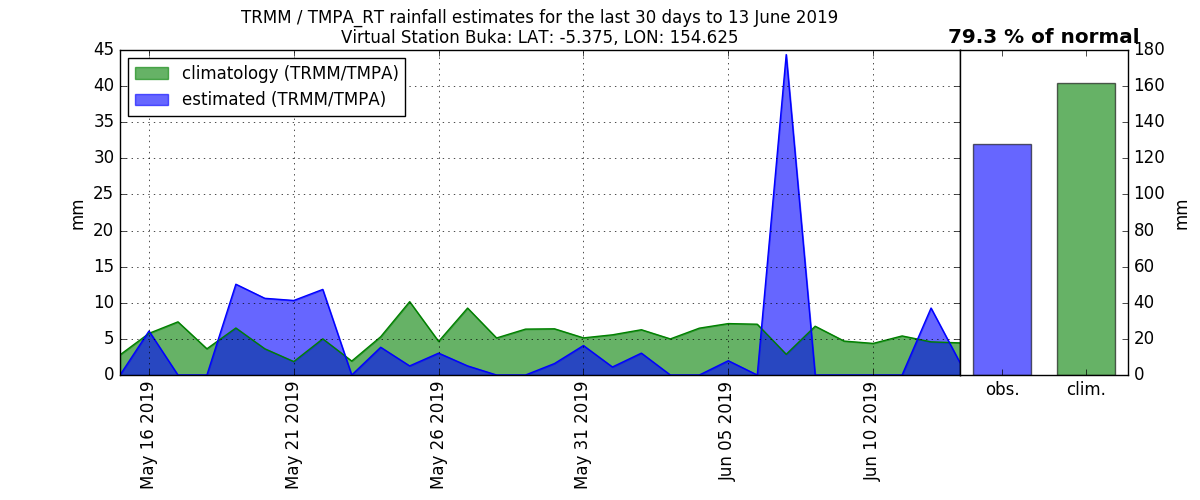 TRMM / TMPA_RT rainfall estimates for the last 30 days to 13 June 2019
Virtual Station Buka: LAT: -5.375, LON: 154.625
79.3 % of normal
climatology (TRMM/TMPA)
estimated (TRMM/TMPA)
45
40
35
30
25
20
15
10
5
0
mm
May 16 2019
May 21 2019
May 26 2019
May 31 2019
Jun 05 2019
Jun 10 2019
obs.
clim.
180
160
140
120
100
80
60
40
20
0
mm